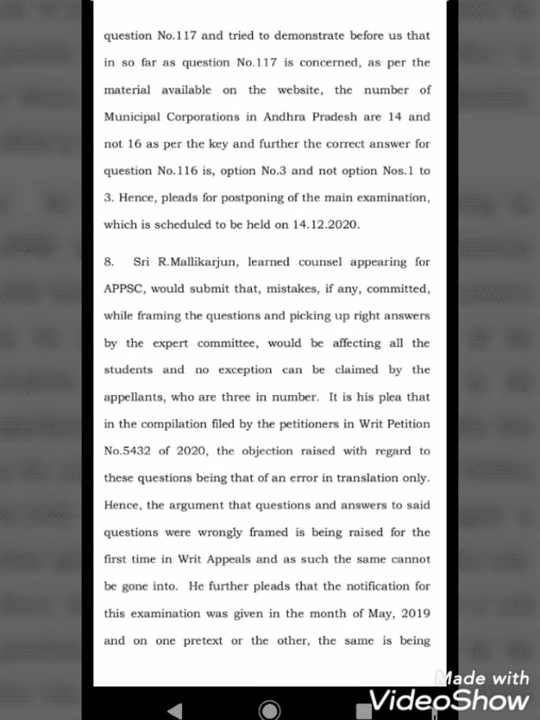 question No.117 and tried to demonstrate before us that
in so far as question No.117 is concerned, as per the
material available on the website, the number of
Municipal Corporations in Andhra Pradesh are 14 and
not 16 as per the key and further the correct answer for
question No.116 is, option No.3 and not option Nos.1 to
3. Hence, pleads for postponing of the main examination,
which is scheduled to be held on 14.12.2020.
8. Sri R.Mallikarjun, learned counsel appearing for
APPSC, would submit that, mistakes, if any, committed,
while framing the questions and picking up right answers
by the expert committee, would be affecting all the
students and no exception can be claimed by the
appellants, who are three in number. It is his plea that
in the compilation filed by the petitioners in Writ Petition
No.5432 of 2020, the objection raised with regard to
these questions being that of an error in translation only.
Hence, the argument that questions and answers to said
questions were wrongly framed is being raised for the
first time in Writ Appeals and as such the same cannot
be gone into. He further pleads that the notification for
this examination was given in the month of May, 2019
and on one pretext or the other, the same is being
Made with
VideoShow